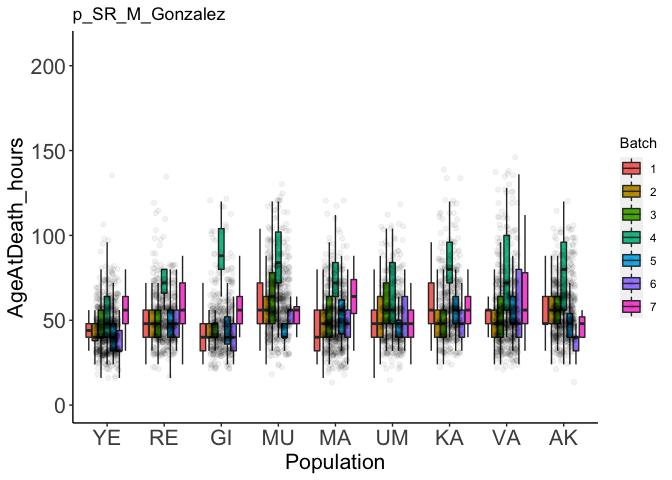 p_SR_M_Gonzalez
AgeAtDeath_hours
200
150
100
50
0
YE RE GI MU MA UM KA VA AK
Population
Batch
1
2
3
4
5
6
7